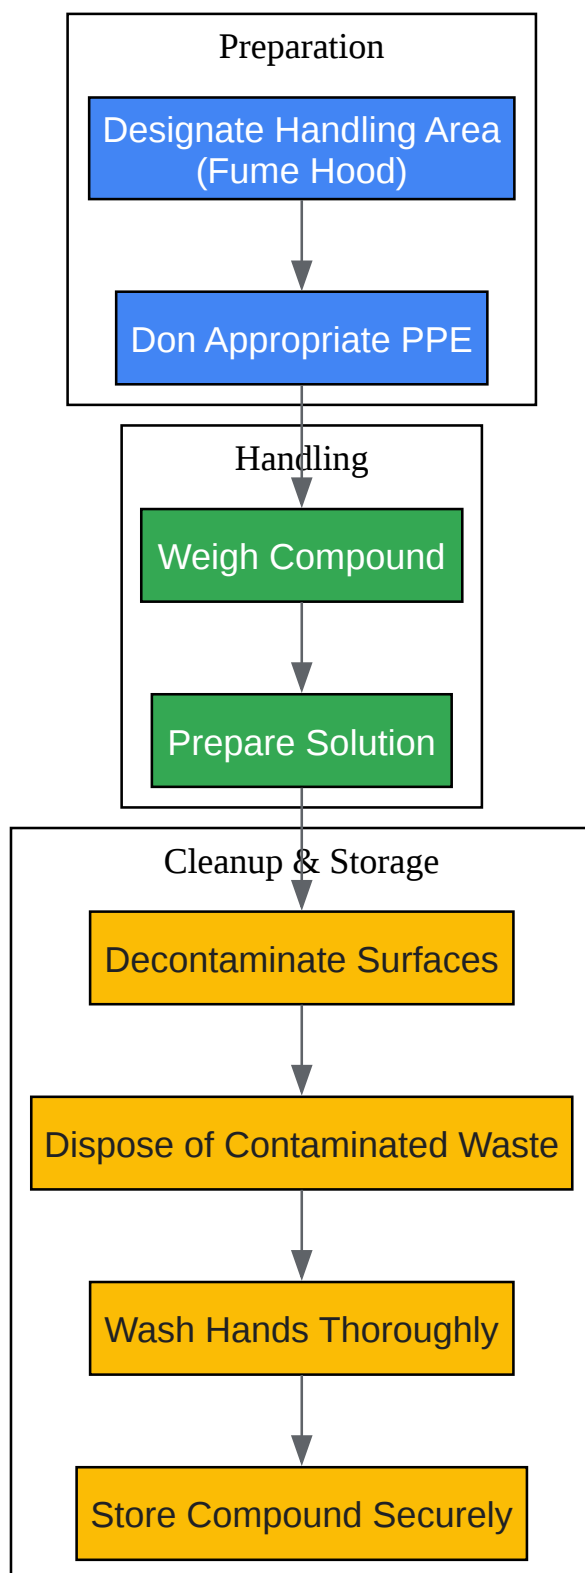 Preparation
Designate Handling Area
(Fume Hood)
Don Appropriate PPE
Handling
Weigh Compound
Prepare Solution
Cleanup & Storage
Decontaminate Surfaces
Dispose of Contaminated Waste
Wash Hands Thoroughly
Store Compound Securely